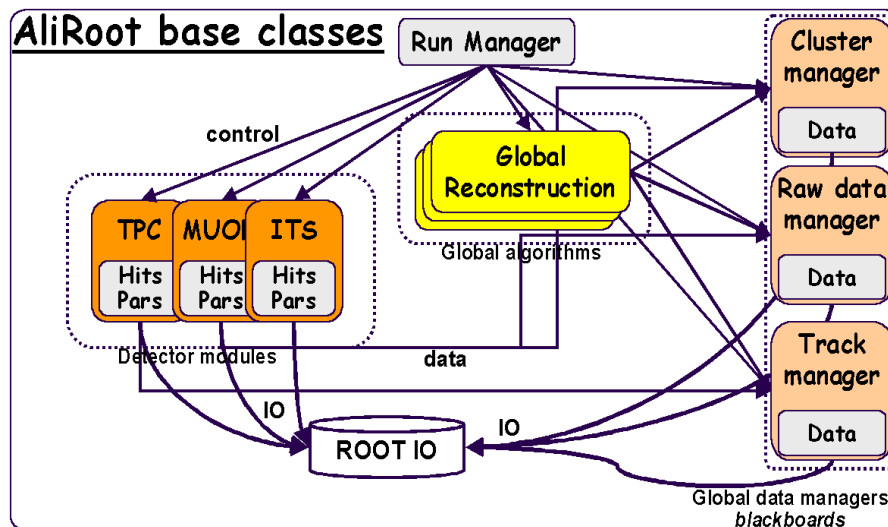 AliRoot base classes
Run Manager
Cluster
manager
Data
control
Global
Reconstruction
Global algorithms
Raw data
manager
Data
TPC
Hits
Pars
Hits
Pars
ITS
Hits
Pars
Detector modules
data
Track
manager
Data
IO
IO
ROOT IO
Global data managers
blackboards